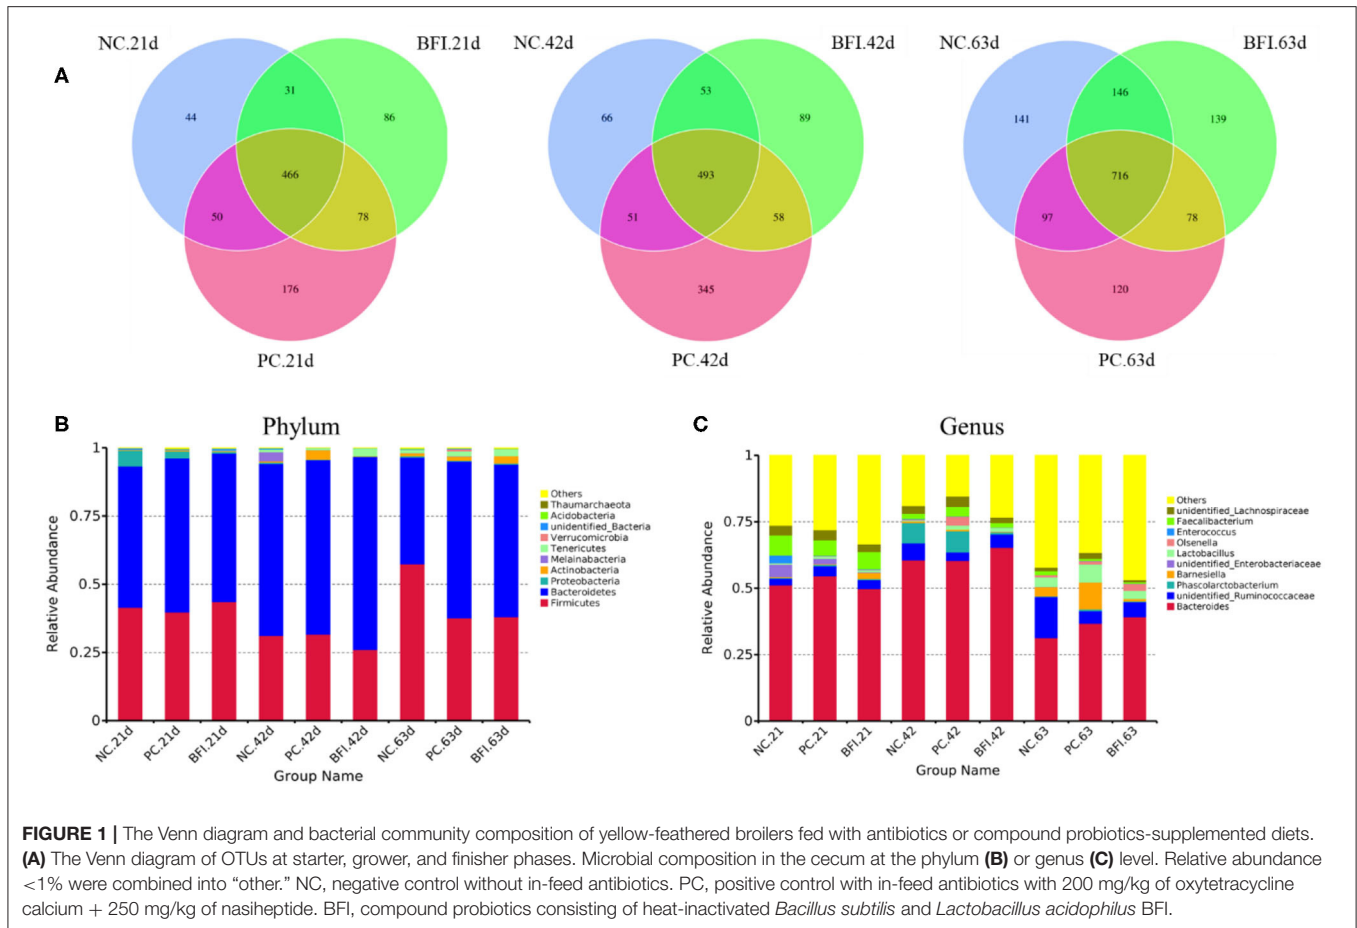 NC.21d
BFI.21d
NC.42d
BFI.42d
NC.63d
BFI.63d
A
31
44
86
466
50
78
176
53
66
89
493
51
58
345
146
141
139
716
97
78
120
PC.21d
PC.42d
PC.63d
B
Phylum
Relative Abundance
1
0.75
0.5
0.25
0
NC.21d
PC.21d
BFI.21d
NC.42d
PC.42d
BFI.42d
NC.63d
PC.63d
BFI.63d
Group Name
Others
Thaumarchaeota
Acidobacteria
unidentified_Bacteria
Verrucomicrobia
Tenericutes
Melainabacteria
Actinobacteria
Proteobacteria
Bacteroidetes
Firmicutes
C
Genus
Relative Abundance
1
0.75
0.5
0.25
0
NC.21
PC.21
BFI.21
NC.42
PC.42
BFI.42
NC.63
PC.63
BFI.63
Group Name
Others
unidentified_Lachnospiraceae
Faecalibacterium
Enterococcus
Olsenella
Lactobacillus
unidentified_Enterobacteriaceae
Barnesiella
Phascolarctobacterium
unidentified_Ruminococcaceae
Bacteroides
FIGURE 1 | The Venn diagram and bacterial community composition of yellow-feathered broilers fed with antibiotics or compound probiotics-supplemented diets.
(A) The Venn diagram of OTUs at starter, grower, and finisher phases. Microbial composition in the cecum at the phylum (B) or genus (C) level. Relative abundance
<1% were combined into “other.” NC, negative control without in-feed antibiotics. PC, positive control with in-feed antibiotics with 200 mg/kg of oxytetracycline
calcium + 250 mg/kg of nasiheptide. BFI, compound probiotics consisting of heat-inactivated Bacillus subtilis and Lactobacillus acidophilus BFI.